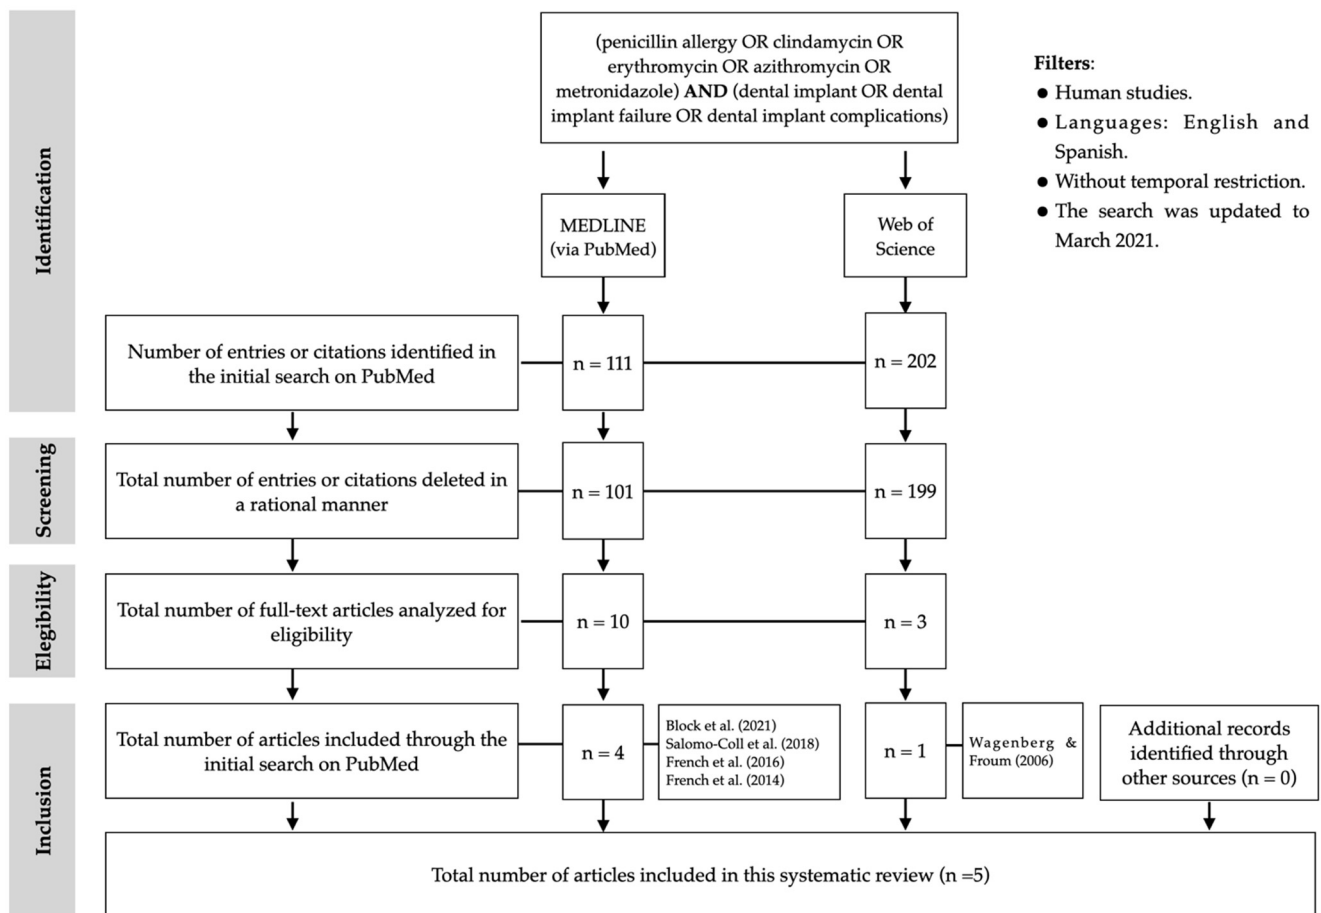 (penicillin allergy OR clindamycin OR
erythromycin OR azithromycin OR
metronidazole) AND (dental implant OR dental
implant failure OR dental implant complications)
Filters:
● Human studies.
● Languages: English and
Spanish.
● Without temporal restriction.
● The search was updated to
March 2021.
Identification
MEDLINE
(via PubMed)
Web of
Science
Number of entries or citations identified in
the initial search on PubMed
n = 111
n = 202
Screening
Total number of entries or citations deleted in
a rational manner
n = 101
n = 199
Elegibility
Total number of full-text articles analyzed for
eligibility
n = 10
n = 3
Inclusion
Total number of articles included through the
initial search on PubMed
n = 4
Block et al. (2021)
Salomo-Coll et al. (2018)
French et al. (2016)
French et al. (2014)
n = 1
Wagenberg &
Froum (2006)
Additional records
identified through
other sources (n = 0)
Total number of articles included in this systematic review (n =5)